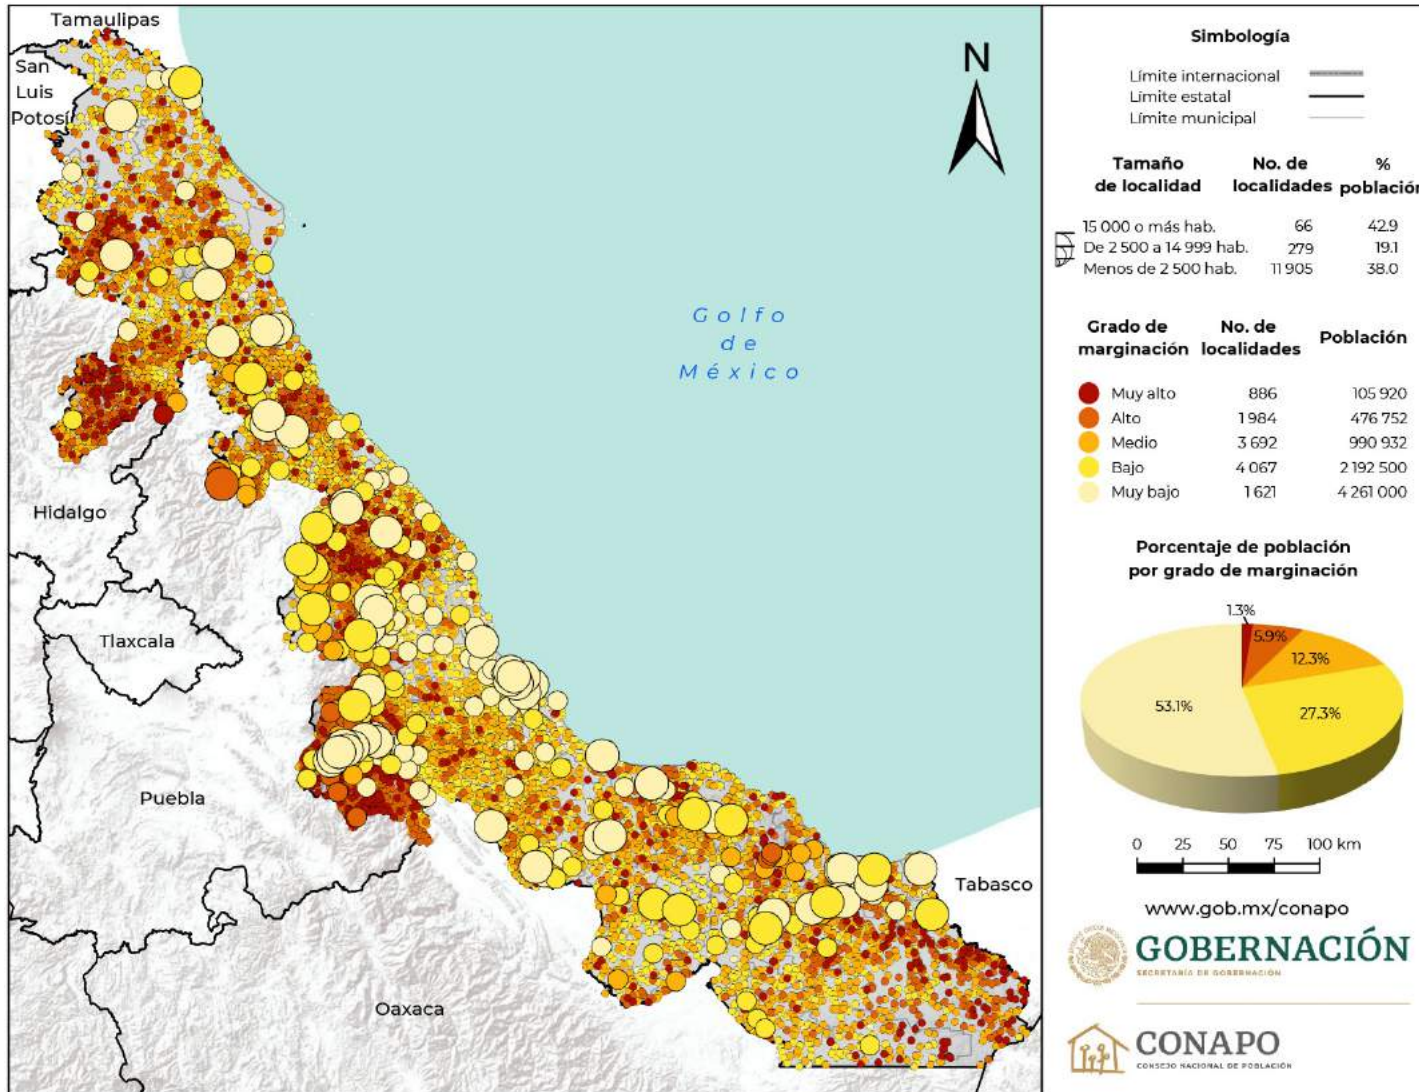 Tamaulipas
San
Luis
Potosí
Golfo
de
México
Hidalgo
Tlaxcala
Puebla
Oaxaca
Tabasco
N
Simbología
Límite internacional
Límite estatal
Límite municipal
Tamaño de localidad No. de localidades % población
15 000 o más hab. 66 42.9
De 2 500 a 14 999 hab. 279 19.1
Menos de 2 500 hab. 11 905 38.0
Grado de marginación No. de localidades Población
Muy alto 886 105 920
Alto 1 984 476 752
Medio 3 692 990 932
Bajo 4 067 2 192 500
Muy bajo 1 621 4 261 000
Porcentaje de población
por grado de marginación
1.3%
5.9%
12.3%
53.1%
27.3%
0 25 50 75 100 km
www.gob.mx/conapo
GOBERNACIÓN
SECRETARÍA DE GOBERNACIÓN
CONAPO
CONSEJO NACIONAL DE POBLACIÓN